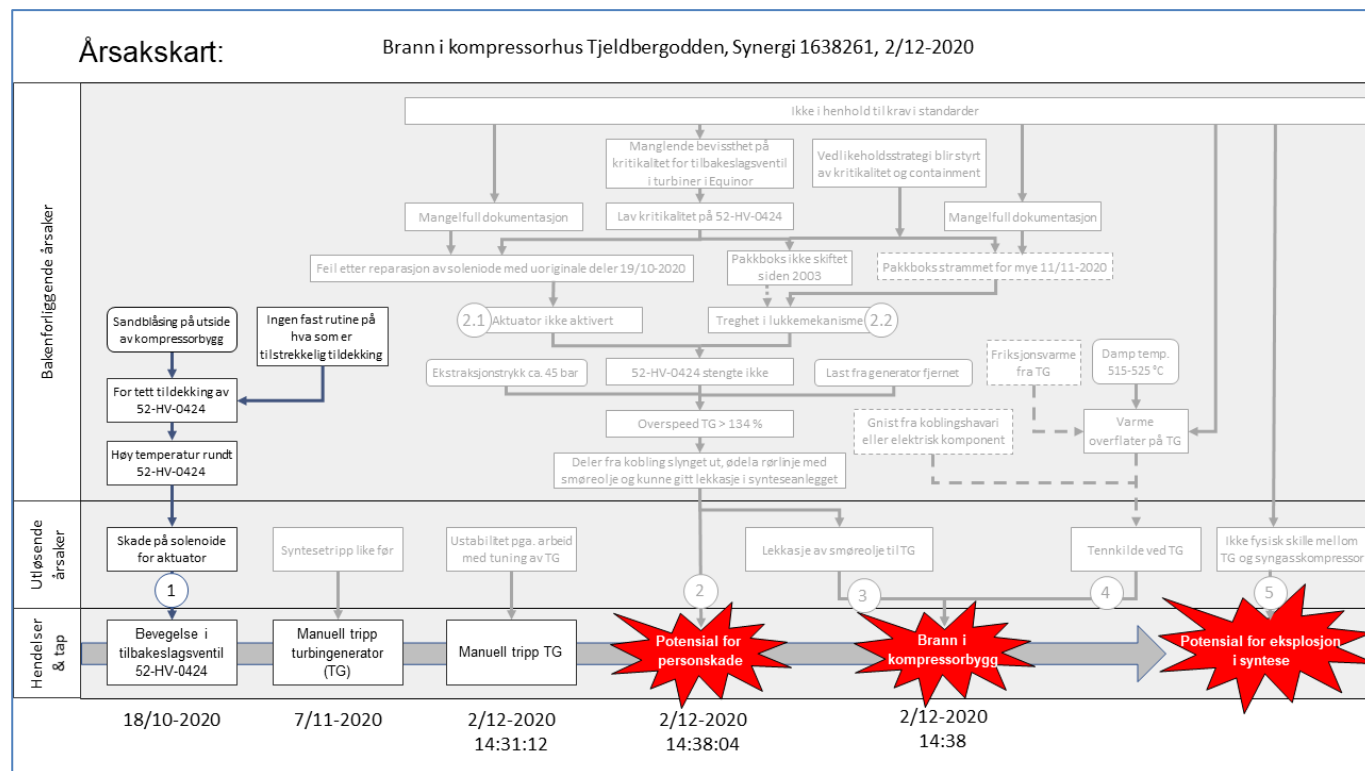 Årsakskart:
Brann i kompressorhus Tjeldbergodden, Synergi 1638261, 2/12-2020
Bakenforliggende årsaker
Ikke i henhold til krav i standarder
Manglende bevissthet på
kritikalitet for tilbakeslagsventil
i turbiner i Equinor
Vedlikeholdsstrategi blir styrt
av kritikalitet og containment
Mangelfull dokumentasjon
Lav kritikalitet på 52-HV-0424
Mangelfull dokumentasjon
Feil etter reparasjon av soleniode med uoriginale deler 19/10-2020
Pakkboks ikke skiftet
siden 2003
Pakkboks strammet for mye 11/11-2020
Sandblåsing på utside
av kompressorbygg
Ingen fast rutine på
hva som er
tilstrekkelig tildekking
2.1
Aktuator ikke aktivert
Treghet i lukkemekanisme
2.2
For tett tildekking av
52-HV-0424
Ekstraksjonstrykk ca. 45 bar
52-HV-0424 stengte ikke
Last fra generator fjernet
Friksjonsvarme
fra TG
Damp temp.
515-525 °C
Høy temperatur rundt
52-HV-0424
Overspeed TG > 134 %
Gnist fra koblingshavari
eller elektrisk komponent
Varme
overflater på TG
Deler fra kobling slynget ut, ødela rørlinje med
smøreolje og kunne gitt lekkasje i synteseanlegget
Utløsende
årsaker
Skade på solenoide
for aktuator
Syntesetripp like før
Ustabilitet pga. arbeid
med tuning av TG
Lekkasje av smøreolje til TG
Tennkilde ved TG
Ikke fysisk skille mellom
TG og syngasskompressor
1
2
3
4
5
Hendelser
& tap
Bevegelse i
tilbakeslagsventil
52-HV-0424
Manuell tripp
turbingenerator
(TG)
Manuell tripp TG
Potensial for
personskade
Brann i
kompressorbygg
Potensial for eksplosjon
i syntese
18/10-2020
7/11-2020
2/12-2020
14:31:12
2/12-2020
14:38:04
2/12-2020
14:38